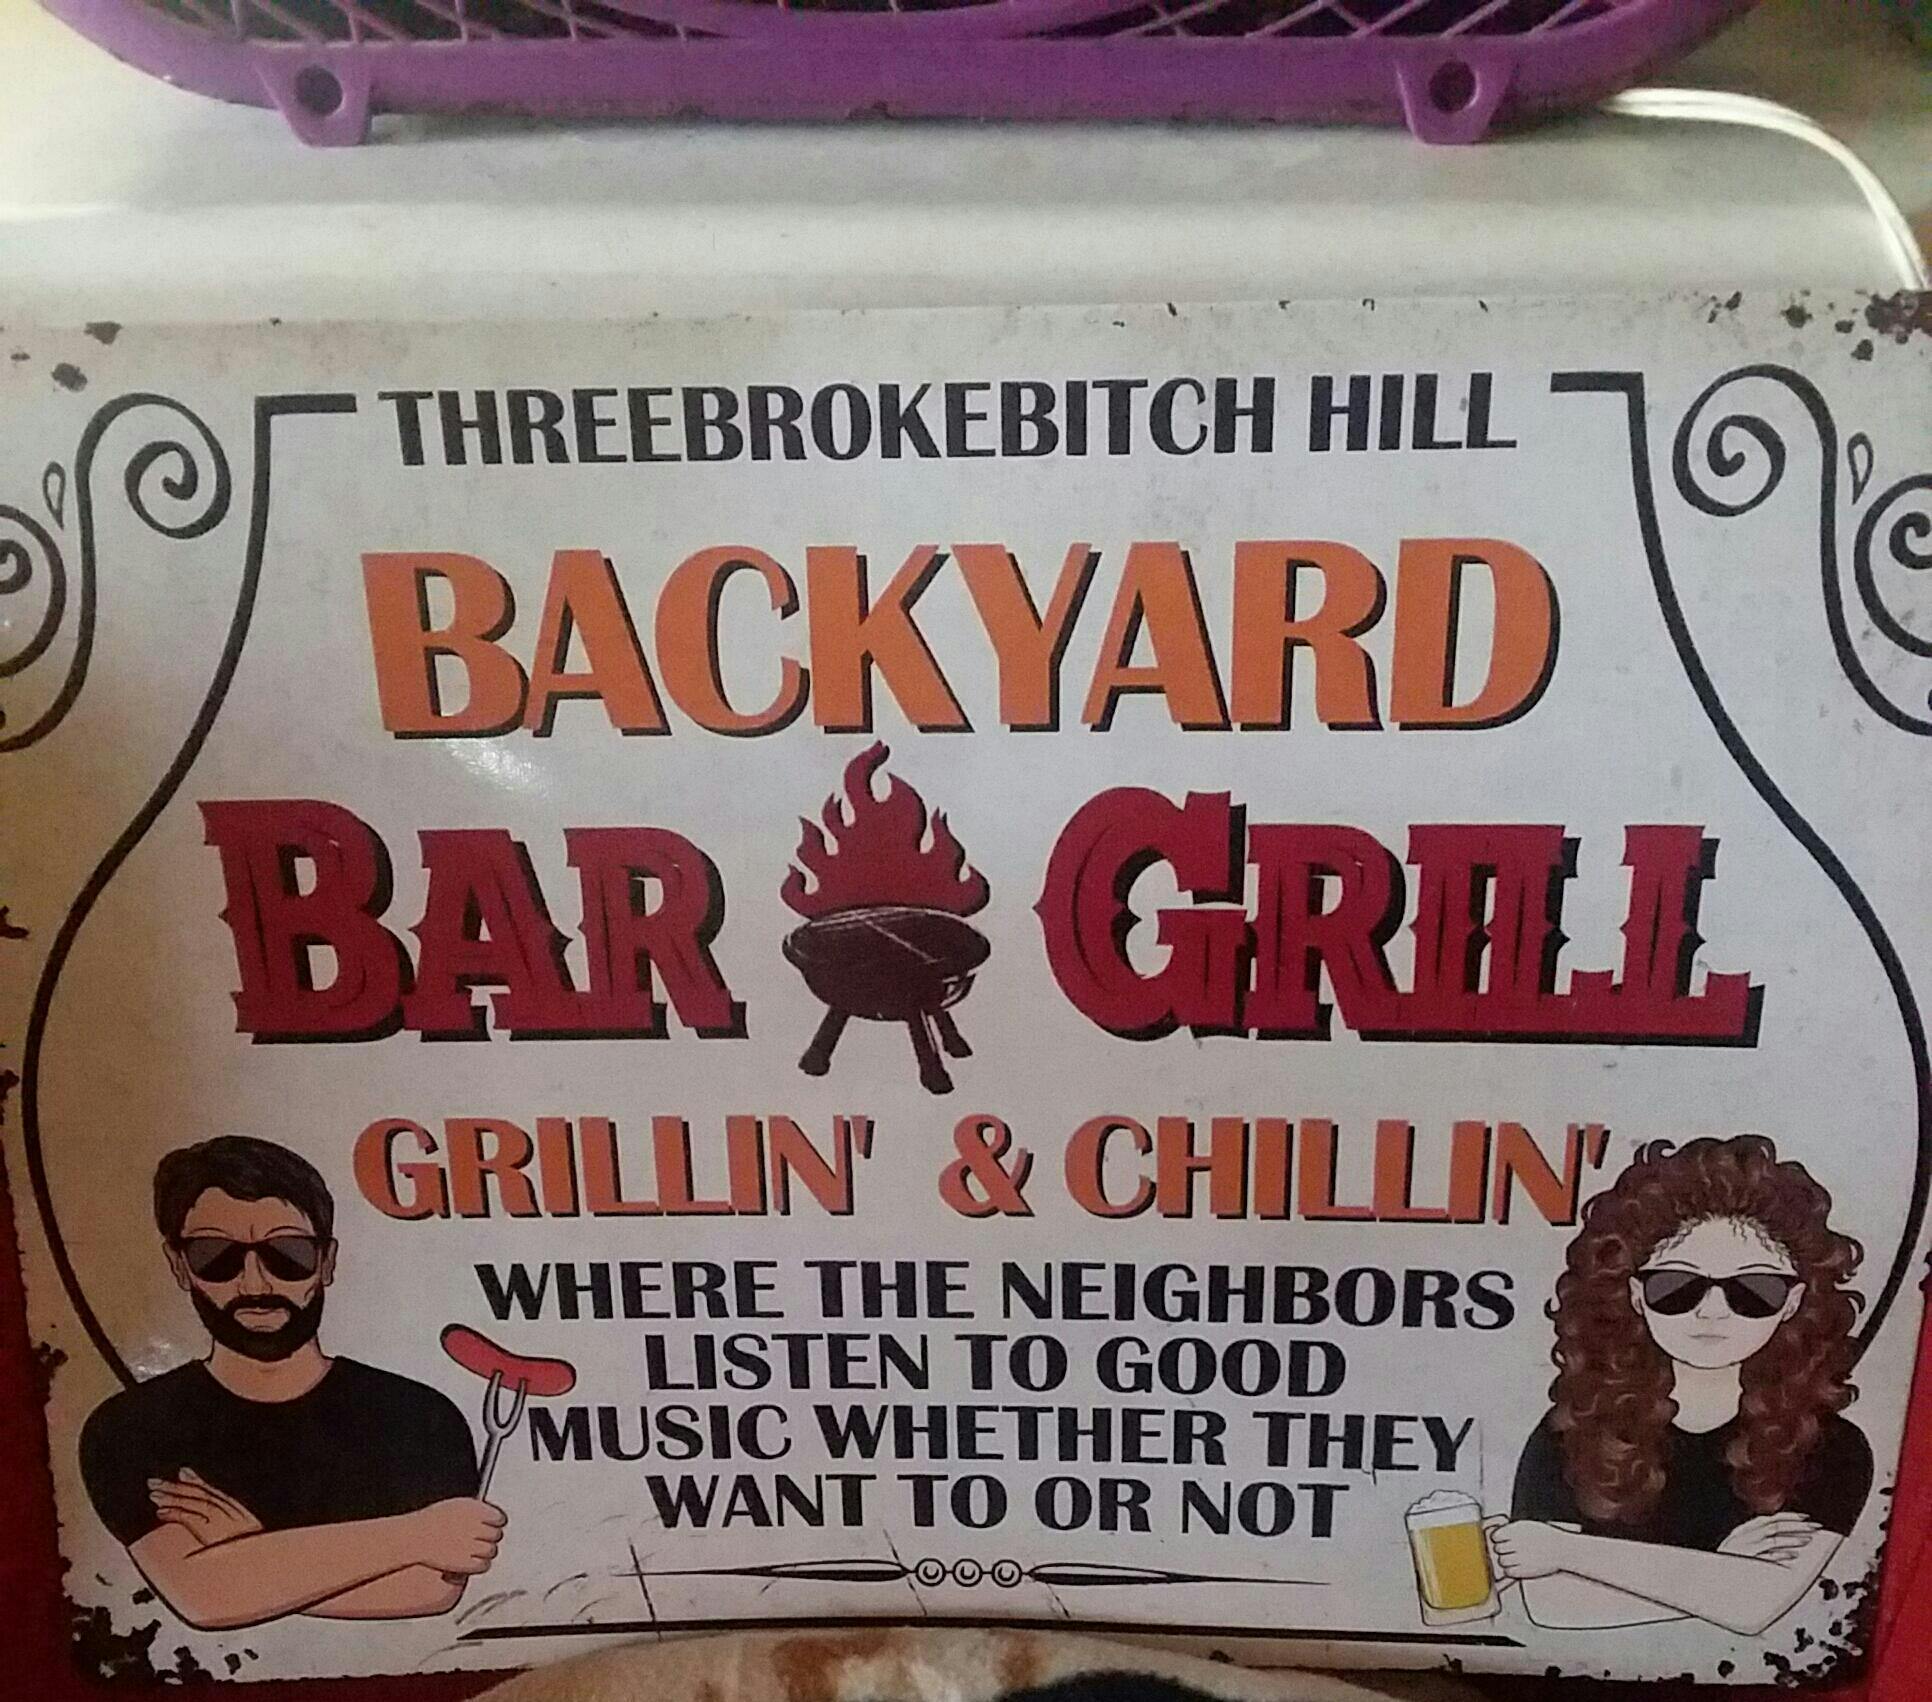 THREEBROKEBITCH HILL
BACKYARD
BAR GRILL
GRILLIN' & CHILLIN'
WHERE THE NEIGHBORS
LISTEN TO GOOD
MUSIC WHETHER THEY
WANT TO OR NOT